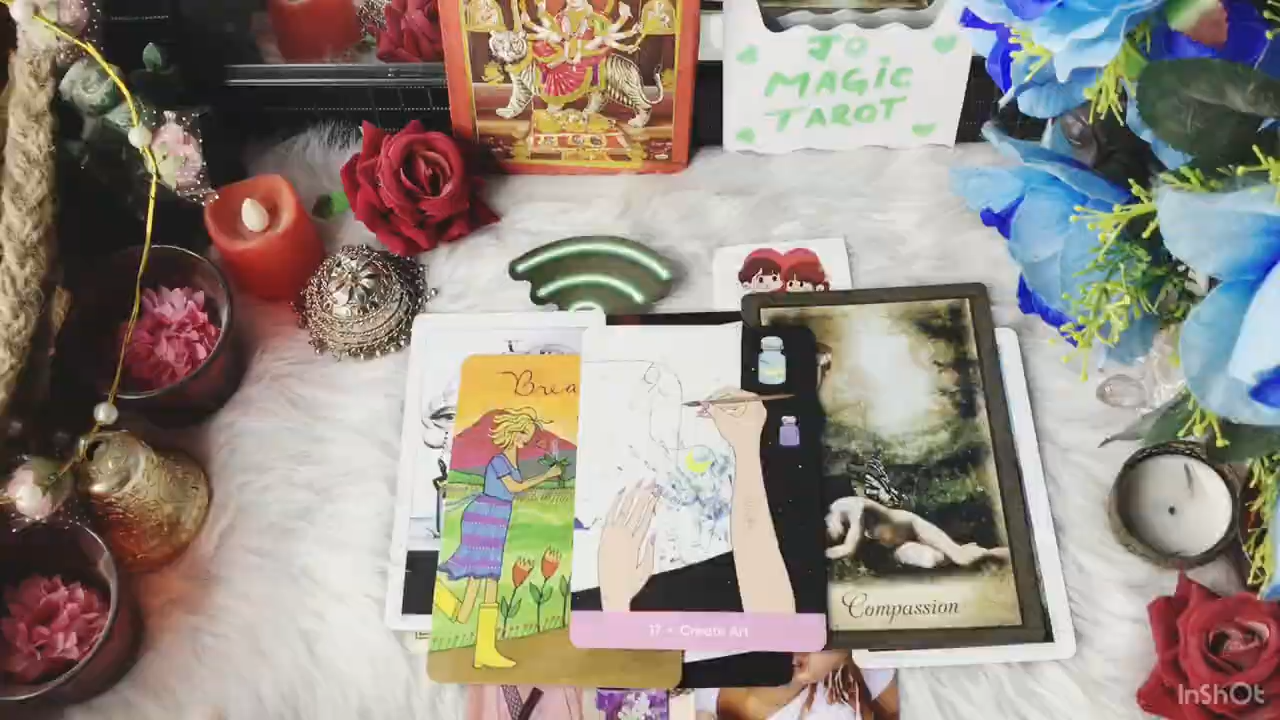 JO
MAGIC
TAROT
Brea
17 • Create Art
Compassion
InShOt